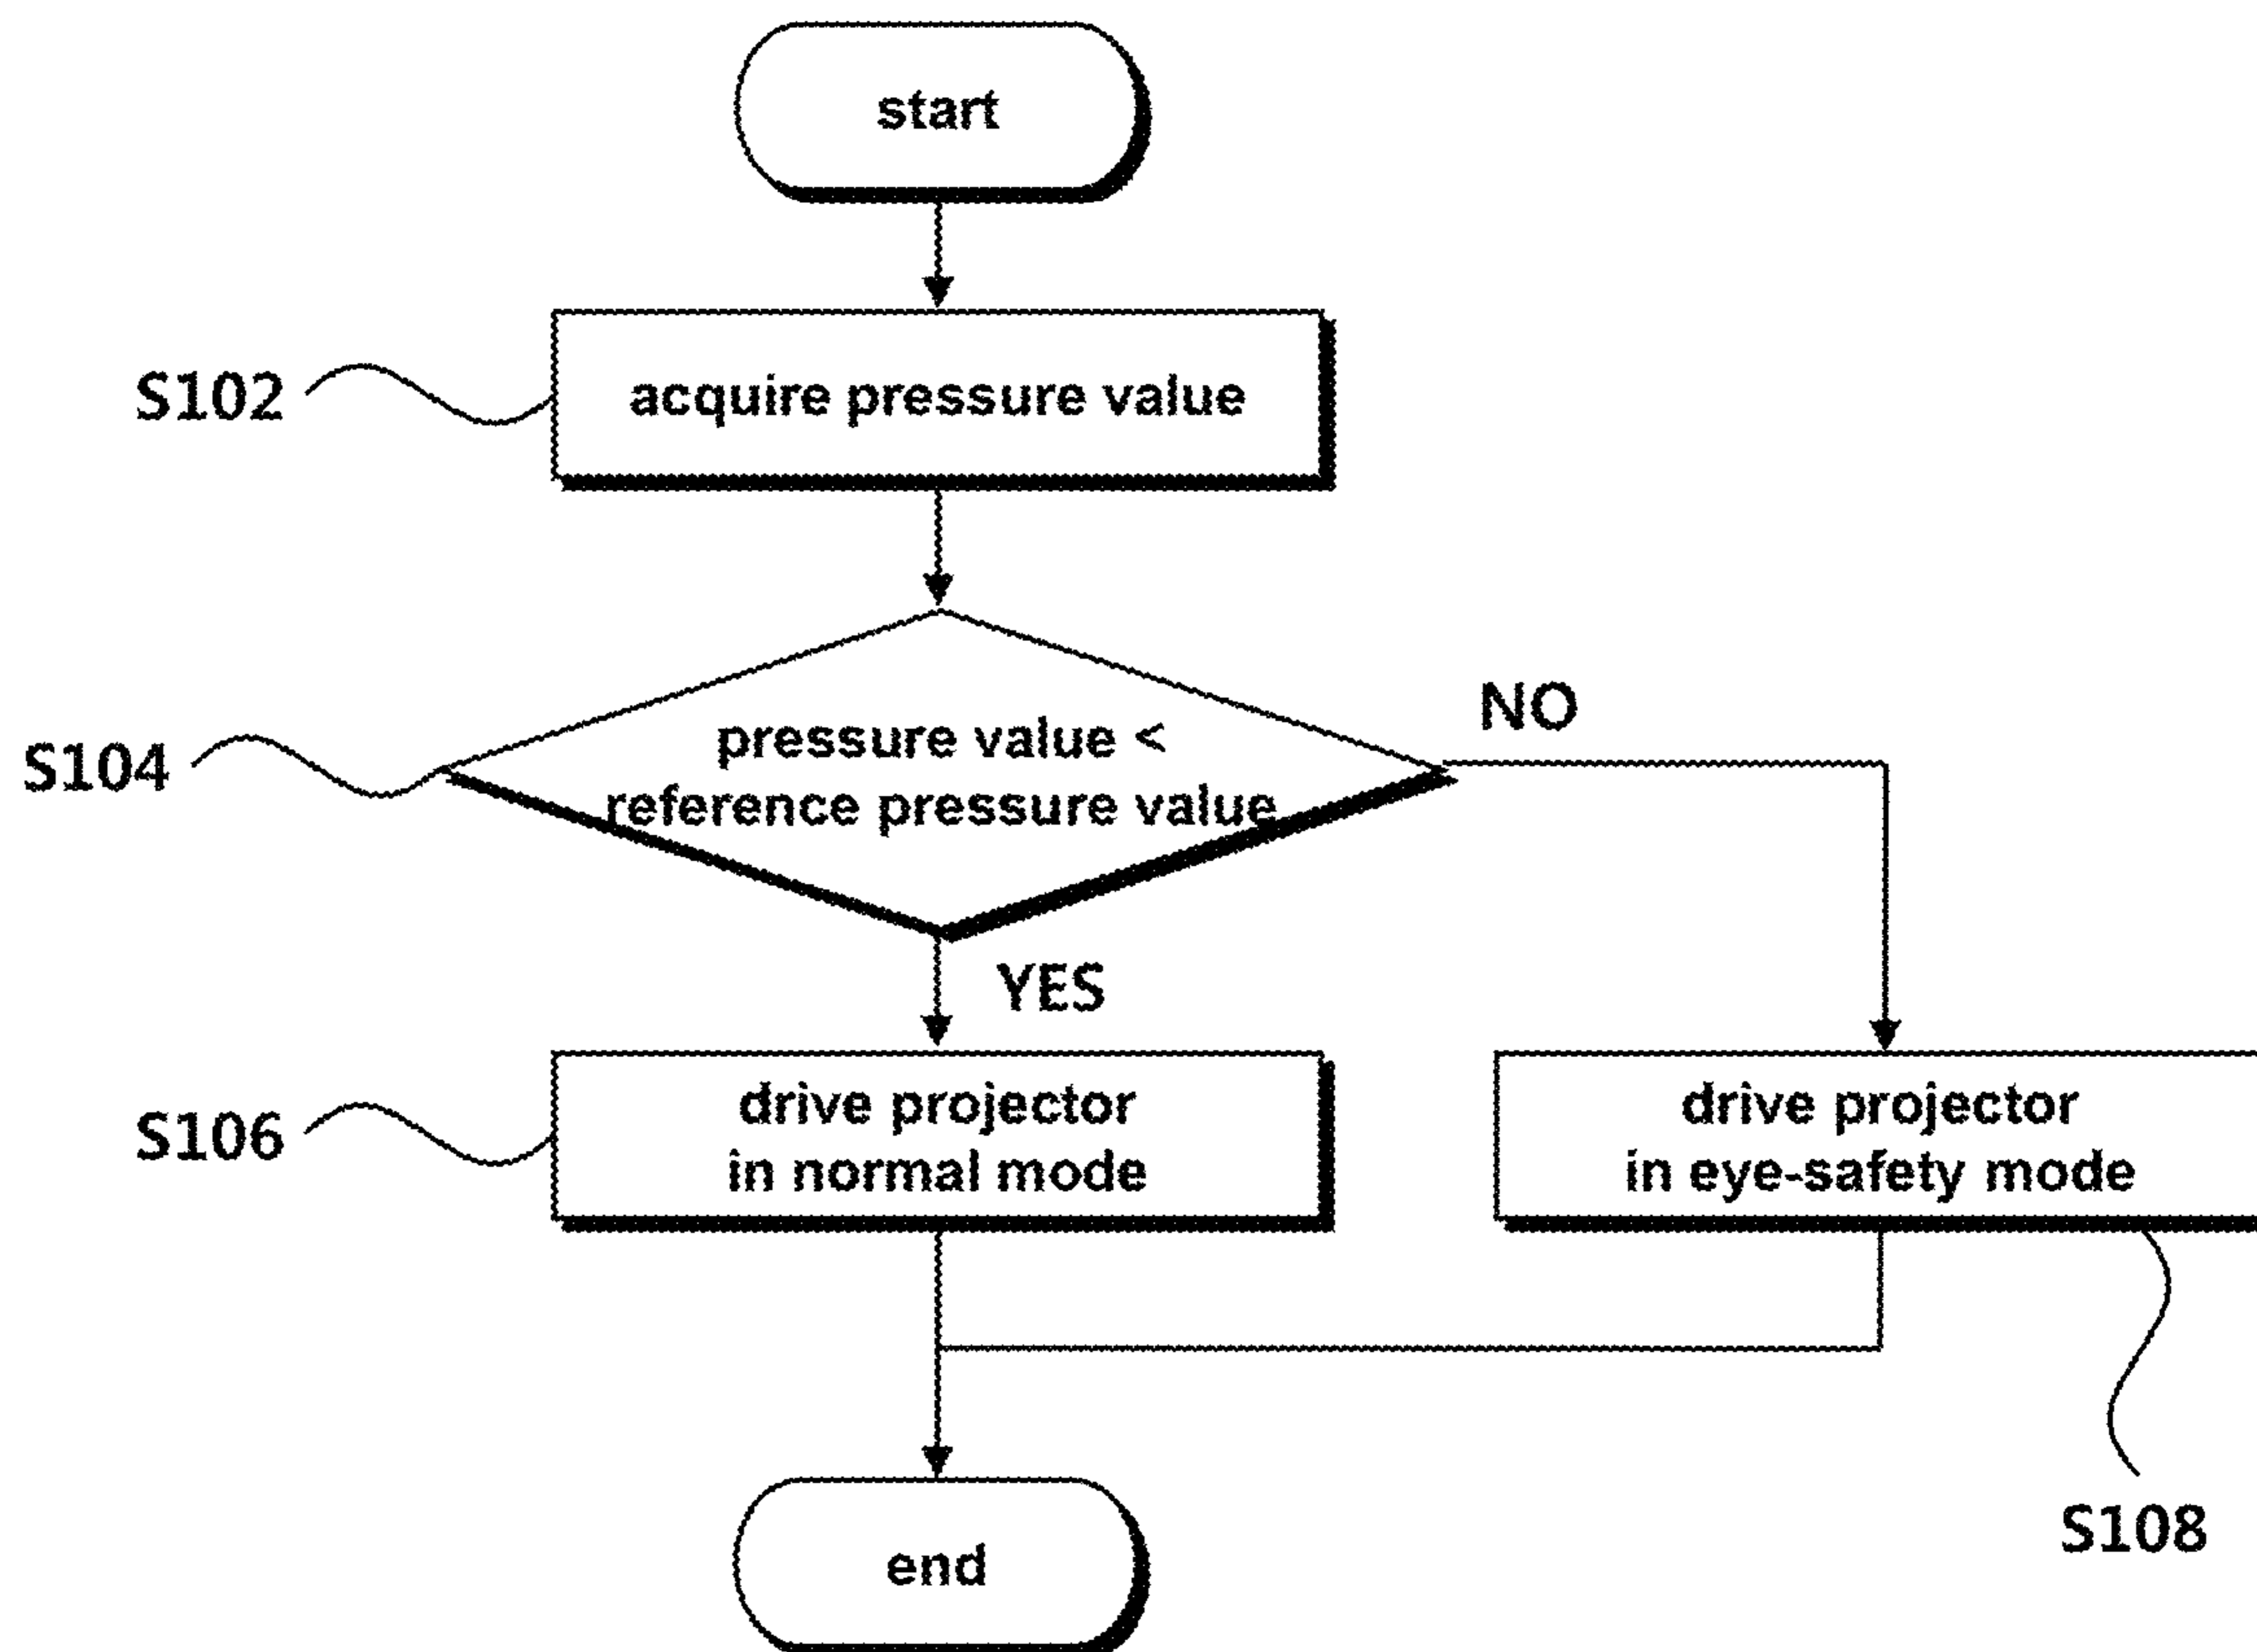 start
S102
acquire pressure value
NO
S104
pressure value <
reference pressure value
YES
S106
drive projector
in normal mode
drive projector
in eye-safety mode
S108
end